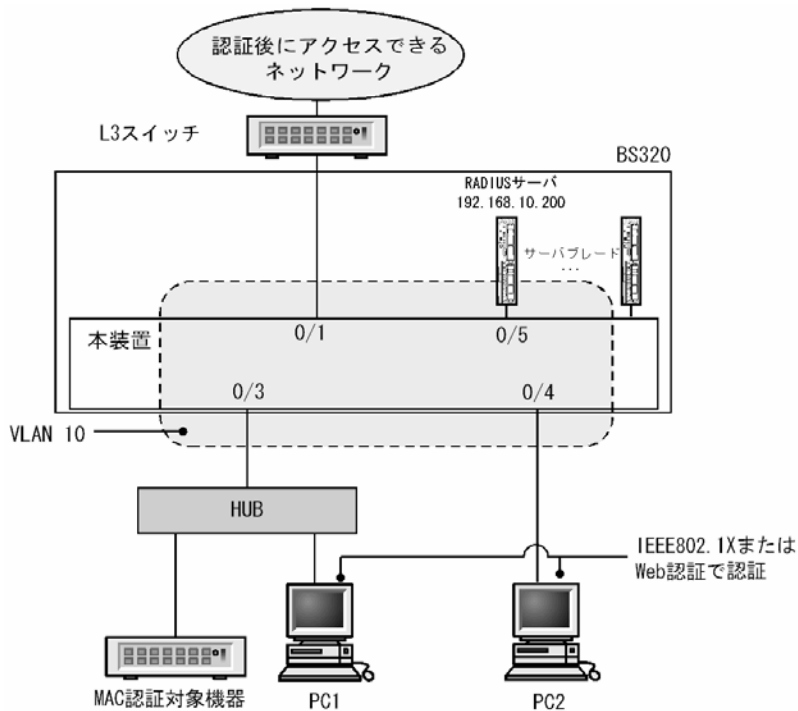 認証後にアクセスできる
ネットワーク
L3スイッチ
BS320
RADIUSサーバ
192.168.10.200
サーバブレード
...
本装置
0/1
0/5
0/3
0/4
VLAN 10
HUB
IEEE802.1Xまたは
Web認証で認証
MAC認証対象機器
PC1
PC2